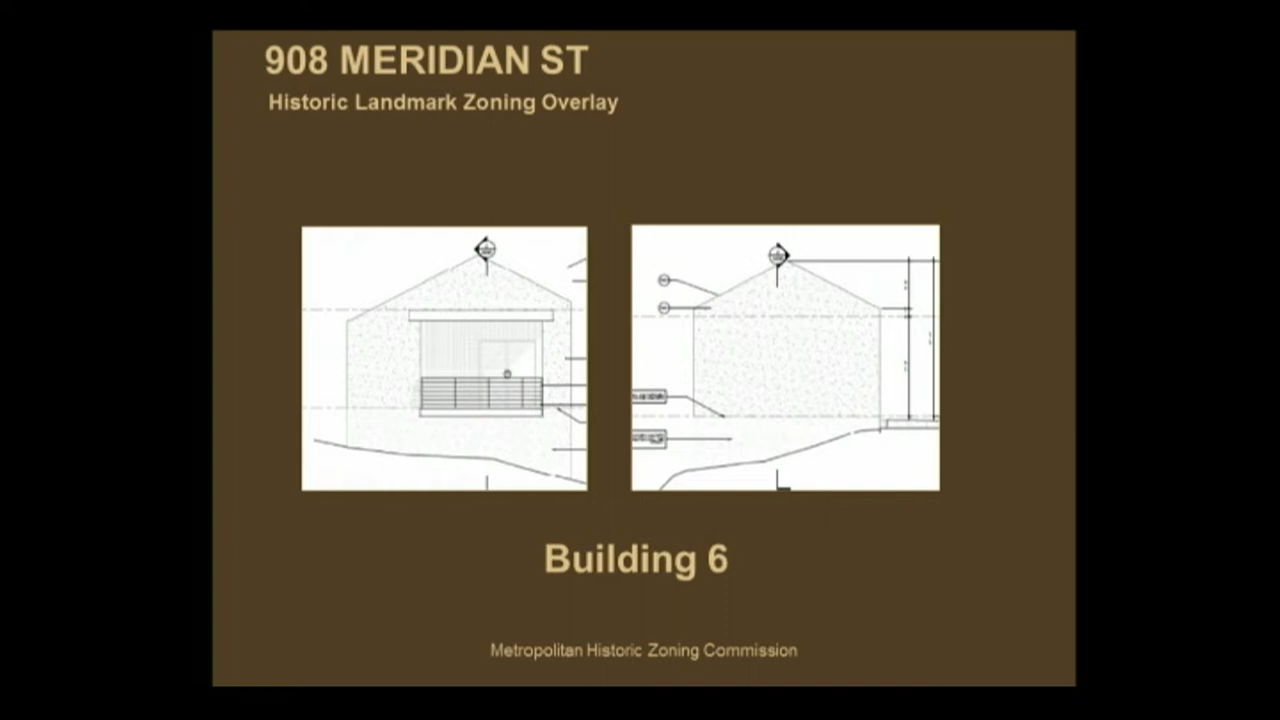 908 MERIDIAN ST
Historic Landmark Zoning Overlay
Building 6
Metropolitan Historic Zoning Commission